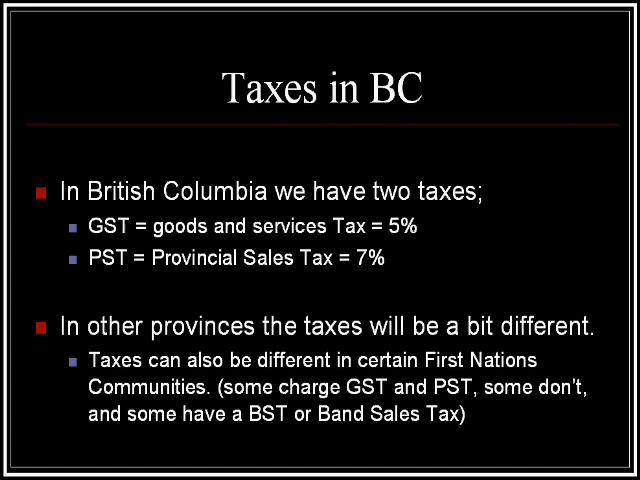 Taxes in BC
In British Columbia we have two taxes;
GST = goods and services Tax = 5%
PST = Provincial Sales Tax = 7%
In other provinces the taxes will be a bit different.
Taxes can also be different in certain First Nations
Communities. (some charge GST and PST, some don't,
and some have a BST or Band Sales Tax)